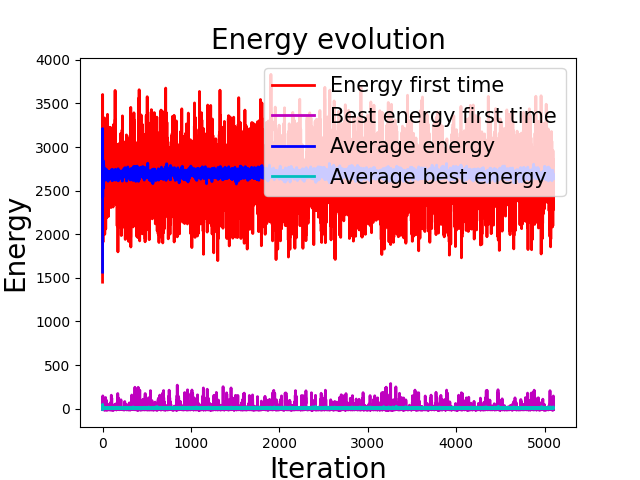 Energy evolution
4000
3500
3000
2500
2000
1500
1000
500
0
Energy
Energy first time
Best energy first time
Average energy
Average best energy
0 1000 2000 3000 4000 5000
Iteration